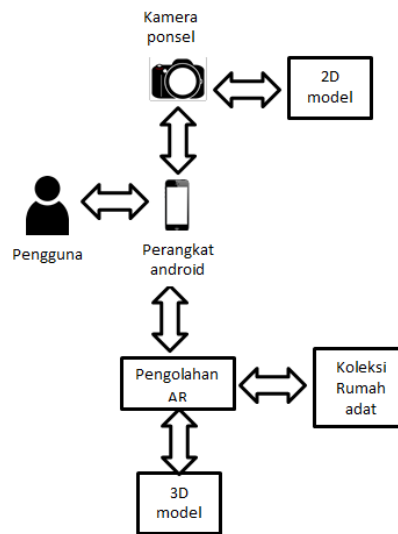 Kamera
ponsel
2D
model
Pengguna
Perangkat
android
Pengolahan
AR
Koleksi
Rumah
adat
3D
model